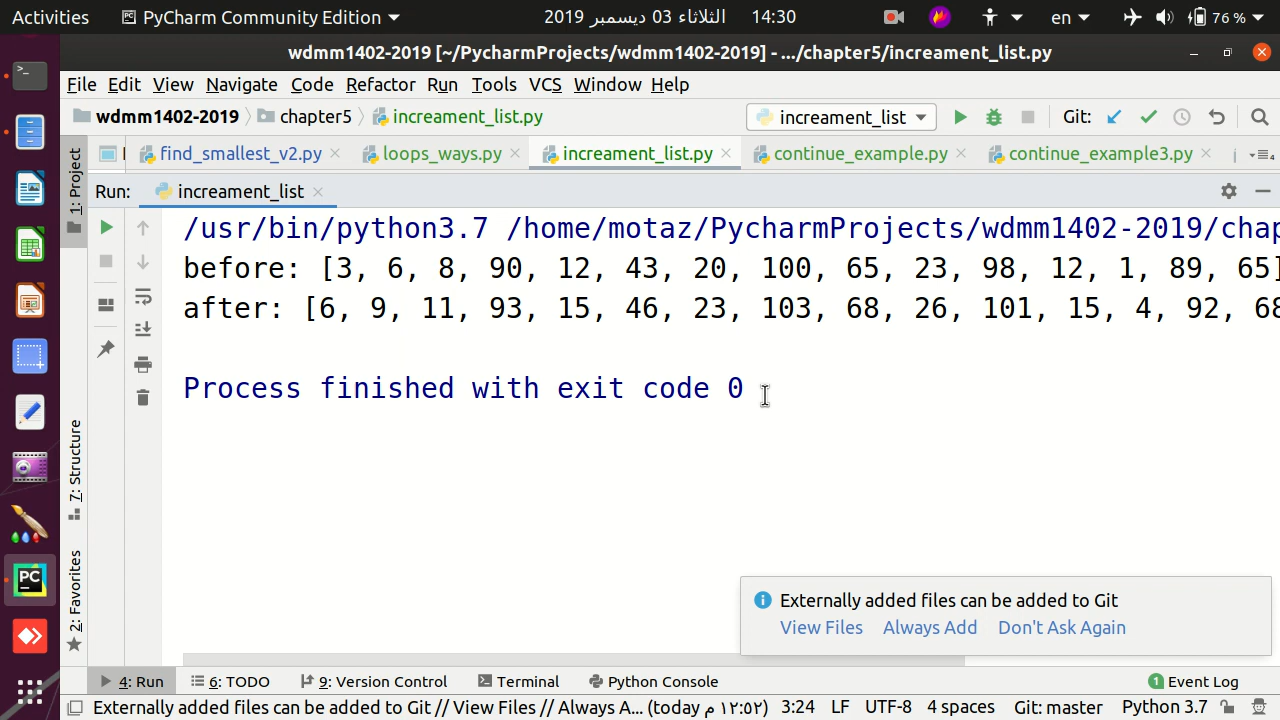 Activities PyCharm Community Edition 2019 الثلاثاء 03 ديسمبر 14:30 en 76 %
wdmm1402-2019 [~/PycharmProjects/wdmm1402-2019] - .../chapter5/increament_list.py
File Edit View Navigate Code Refactor Run Tools VCS Window Help
wdmm1402-2019 chapter5 increament_list.py increament_list Git:
find_smallest_v2.py loops_ways.py increament_list.py continue_example.py continue_example3.py
1: Project
Run: increament_list
/usr/bin/python3.7 /home/motaz/PycharmProjects/wdmm1402-2019/chap
before: [3, 6, 8, 90, 12, 43, 20, 100, 65, 23, 98, 12, 1, 89, 65]
after: [6, 9, 11, 93, 15, 46, 23, 103, 68, 26, 101, 15, 4, 92, 68
Process finished with exit code 0
7: Structure
2: Favorites
PC
Externally added files can be added to Git
View Files Always Add Don't Ask Again
4: Run 6: TODO 9: Version Control Terminal Python Console 1 Event Log
Externally added files can be added to Git // View Files // Always A... (today م ١٢:٥٢) 3:24 LF UTF-8 4 spaces Git: master Python 3.7